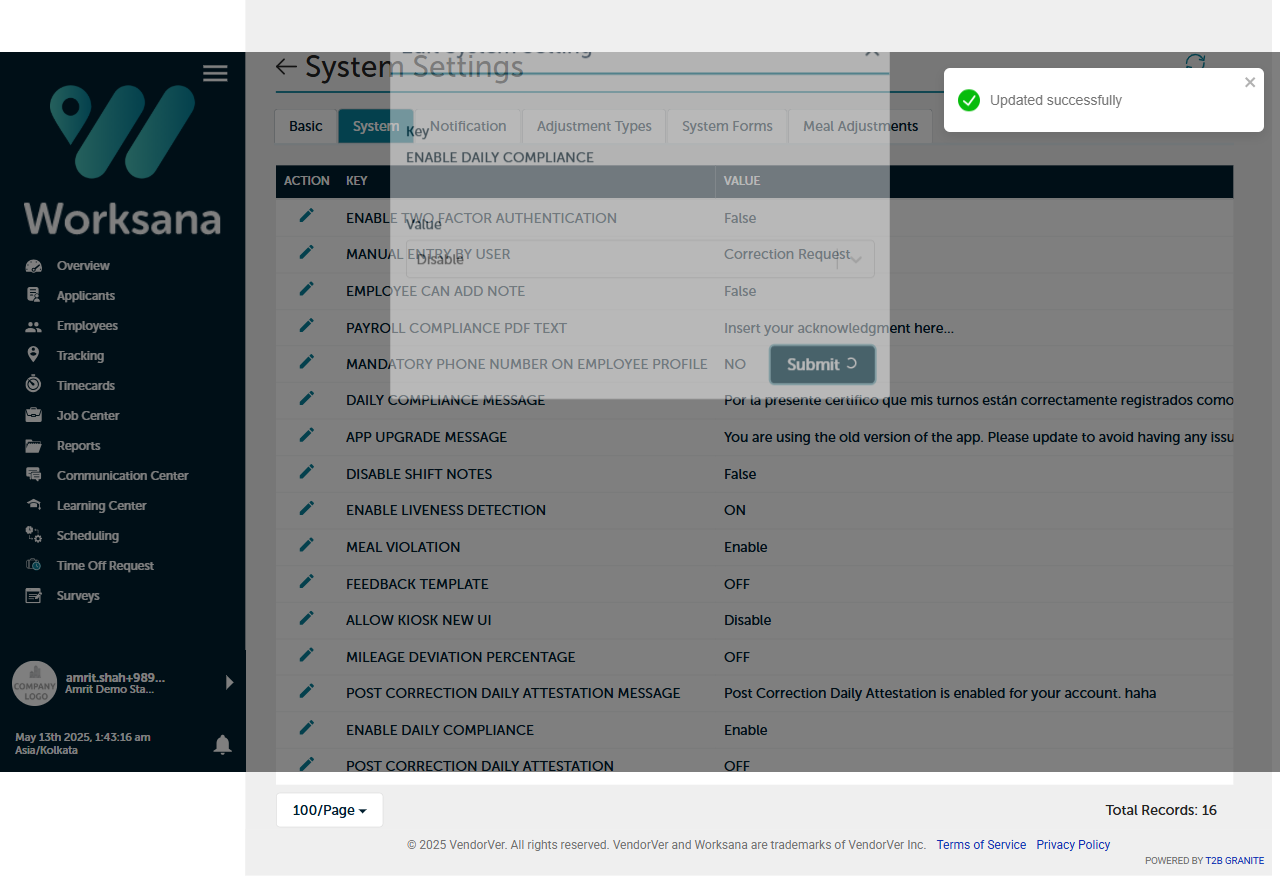 Edit System Setting
System Settings
Updated successfully
Basic
System
Notification
Adjustment Types
System Forms
Meal Adjustments
Key
ENABLE DAILY COMPLIANCE
ACTION KEY VALUE
ENABLE TWO FACTOR AUTHENTICATION False
Value
MANUAL ENTRY BY USER Correction Request
Disable
EMPLOYEE CAN ADD NOTE False
PAYROLL COMPLIANCE PDF TEXT Insert your acknowledgment here...
MANDATORY PHONE NUMBER ON EMPLOYEE PROFILE NO
Submit
DAILY COMPLIANCE MESSAGE Por la presente certifico que mis turnos están correctamente registrados como
APP UPGRADE MESSAGE You are using the old version of the app. Please update to avoid having any issu
DISABLE SHIFT NOTES False
ENABLE LIVENESS DETECTION ON
MEAL VIOLATION Enable
FEEDBACK TEMPLATE OFF
ALLOW KIOSK NEW UI Disable
MILEAGE DEVIATION PERCENTAGE OFF
POST CORRECTION DAILY ATTESTATION MESSAGE Post Correction Daily Attestation is enabled for your account. haha
ENABLE DAILY COMPLIANCE Enable
POST CORRECTION DAILY ATTESTATION OFF
Worksana
Overview
Applicants
Employees
Tracking
Timecards
Job Center
Reports
Communication Center
Learning Center
Scheduling
Time Off Request
Surveys
COMPANY
LOGO
amrit.shah+989...
Amrit Demo Sta...
May 13th 2025, 1:43:16 am
Asia/Kolkata
100/Page
Total Records: 16
© 2025 VendorVer. All rights reserved. VendorVer and Worksana are trademarks of VendorVer Inc. Terms of Service Privacy Policy
POWERED BY T2B GRANITE